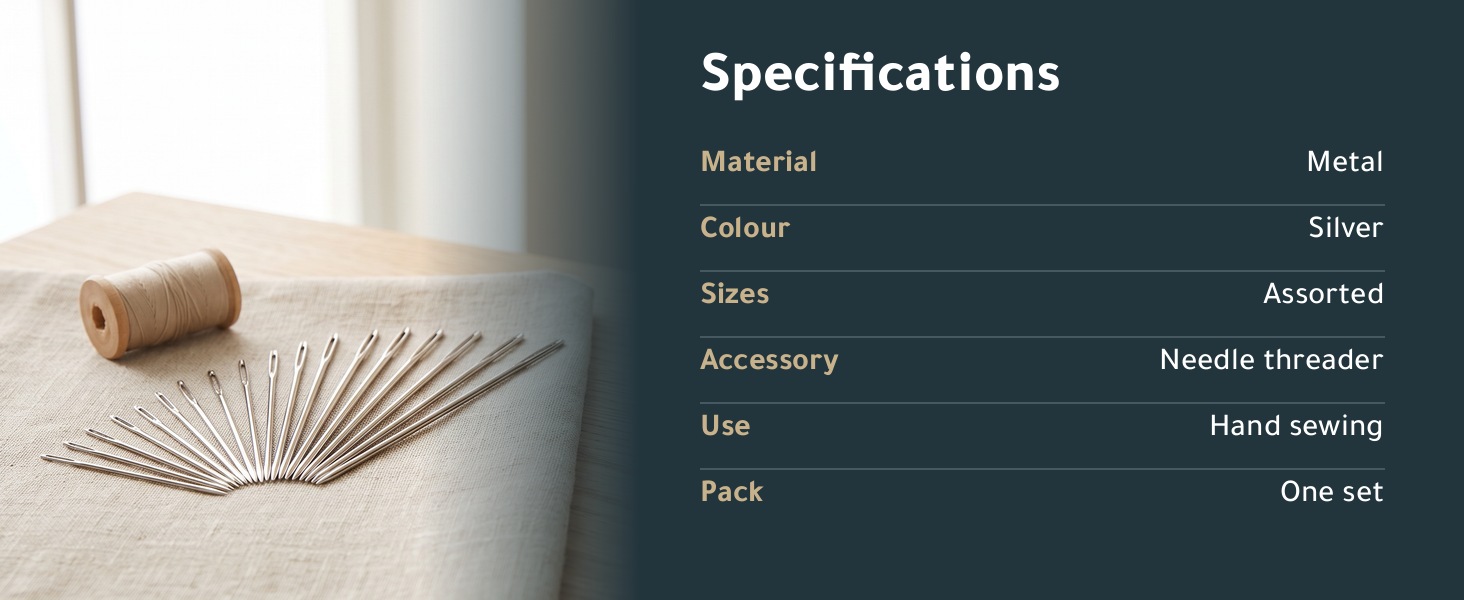 Specifications
Material Metal
Colour Silver
Sizes Assorted
Accessory Needle threader
Use Hand sewing
Pack One set